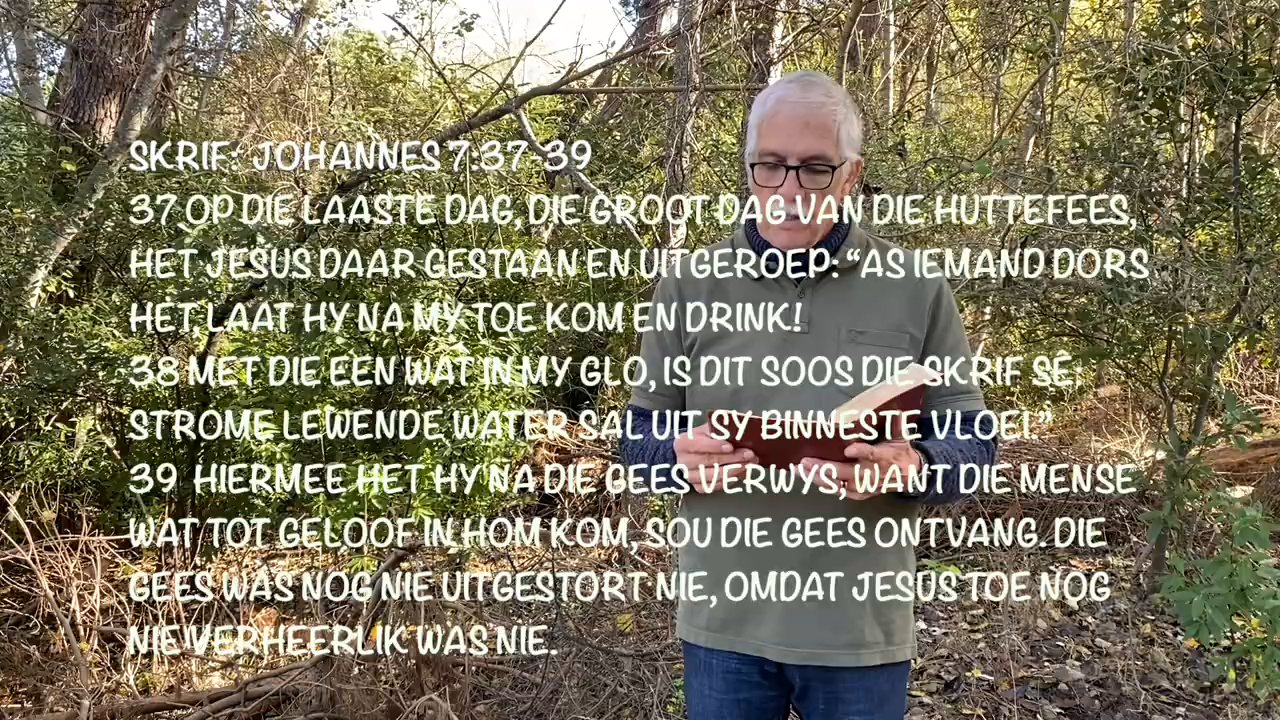 SKRIF: JOHANNES 7:37-39
37 OP DIE LAASTE DAG, DIE GROOT DAG VAN DIE HUTTEFEES,
HET JESUS DAAR GESTAAN EN UITGEROEP: “AS IEMAND DORS
HET, LAAT HY NA MY TOE KOM EN DRINK!
38 MET DIE EEN WAT IN MY GLO, IS DIT SOOS DIE SKRIF SÊ:
STROME LEWENDE WATER SAL UIT SY BINNESTE VLOEI.”
39 HIERMEE HET HY NA DIE GEES VERWYS, WANT DIE MENSE
WAT TOT GELOOF IN HOM KOM, SOU DIE GEES ONTVANG. DIE
GEES WAS NOG NIE UITGESTORT NIE, OMDAT JESUS TOE NOG
NIE VERHEERLIK WAS NIE.